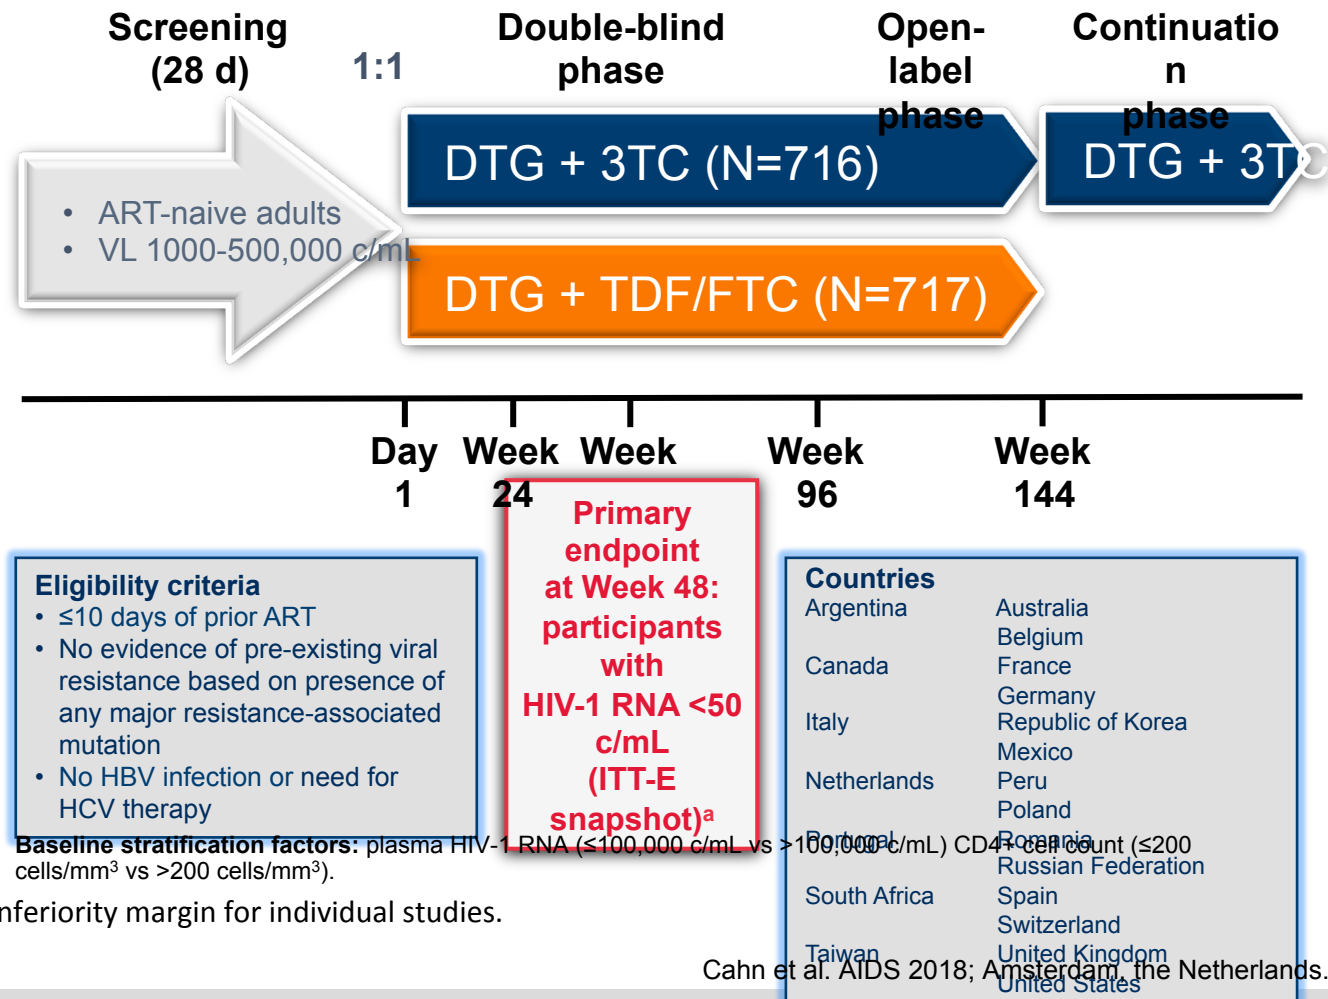 Screening
(28 d)
1:1
Double-blind
phase
Open-
label
phase
Continuatio
n
phase
DTG + 3TC (N=716)
DTG + 3TC
• ART-naive adults
• VL 1000-500,000 c/mL
DTG + TDF/FTC (N=717)
Day
1
Week
24
Week
Week
96
Week
144
Primary
endpoint
at Week 48:
participants
with
HIV-1 RNA <50
c/mL
(ITT-E
snapshot)ᵃ
Eligibility criteria
• ≤10 days of prior ART
• No evidence of pre-existing viral
resistance based on presence of
any major resistance-associated
mutation
• No HBV infection or need for
HCV therapy
Countries
Argentina Australia
Belgium
Canada France
Germany
Italy Republic of Korea
Mexico
Netherlands Peru
Poland
Portugal Romania
Russian Federation
South Africa Spain
Switzerland
Taiwan United Kingdom
United States
Baseline stratification factors: plasma HIV-1 RNA (≤100,000 c/mL vs >100,000 c/mL) CD4+ cell count (≤200
cells/mm³ vs >200 cells/mm³).
nferiority margin for individual studies.
Cahn et al. AIDS 2018; Amsterdam, the Netherlands.